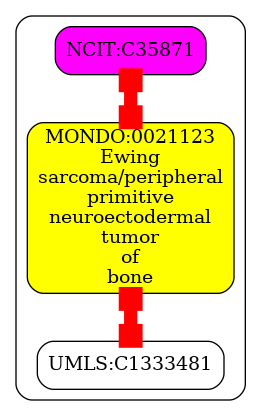 NCIT:C35871
MONDO:0021123
Ewing
sarcoma/peripheral
primitive
neuroectodermal
tumor
of
bone
UMLS:C1333481